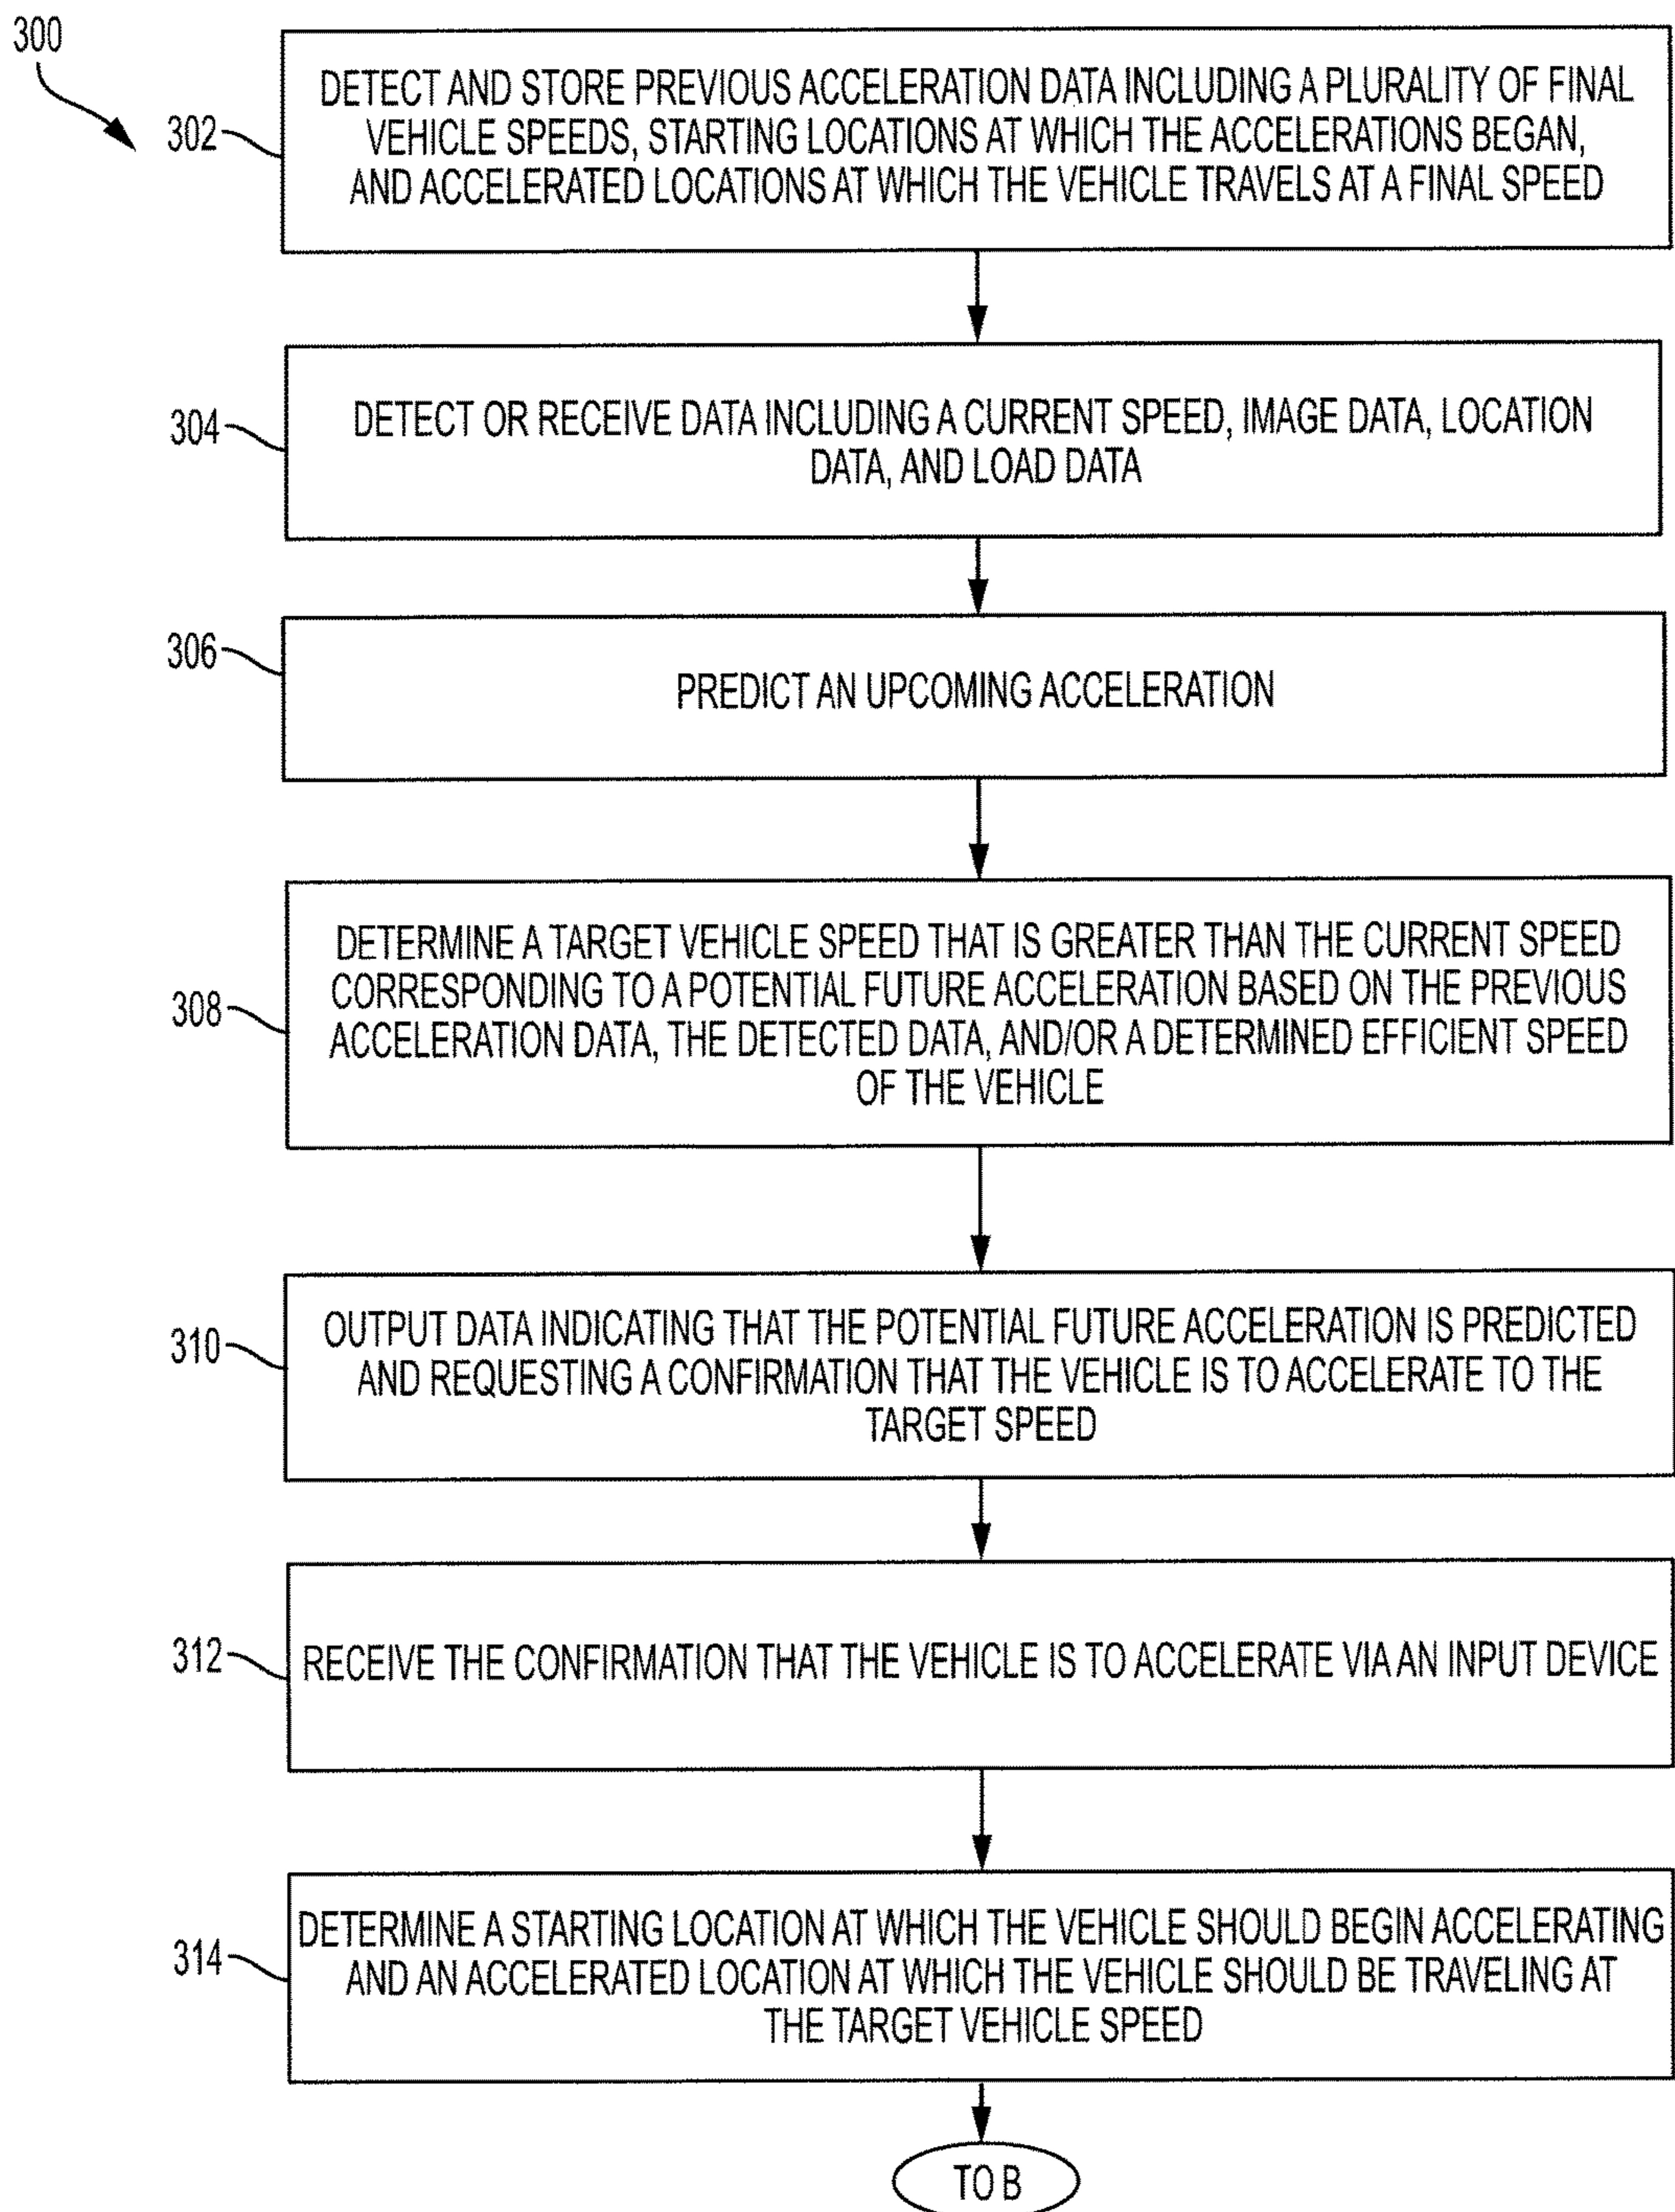 300
302
DETECT AND STORE PREVIOUS ACCELERATION DATA INCLUDING A PLURALITY OF FINAL
VEHICLE SPEEDS, STARTING LOCATIONS AT WHICH THE ACCELERATIONS BEGAN,
AND ACCELERATED LOCATIONS AT WHICH THE VEHICLE TRAVELS AT A FINAL SPEED
304
DETECT OR RECEIVE DATA INCLUDING A CURRENT SPEED, IMAGE DATA, LOCATION
DATA, AND LOAD DATA
306
PREDICT AN UPCOMING ACCELERATION
308
DETERMINE A TARGET VEHICLE SPEED THAT IS GREATER THAN THE CURRENT SPEED
CORRESPONDING TO A POTENTIAL FUTURE ACCELERATION BASED ON THE PREVIOUS
ACCELERATION DATA, THE DETECTED DATA, AND/OR A DETERMINED EFFICIENT SPEED
OF THE VEHICLE
310
OUTPUT DATA INDICATING THAT THE POTENTIAL FUTURE ACCELERATION IS PREDICTED
AND REQUESTING A CONFIRMATION THAT THE VEHICLE IS TO ACCELERATE TO THE
TARGET SPEED
312
RECEIVE THE CONFIRMATION THAT THE VEHICLE IS TO ACCELERATE VIA AN INPUT DEVICE
314
DETERMINE A STARTING LOCATION AT WHICH THE VEHICLE SHOULD BEGIN ACCELERATING
AND AN ACCELERATED LOCATION AT WHICH THE VEHICLE SHOULD BE TRAVELING AT
THE TARGET VEHICLE SPEED
TO B